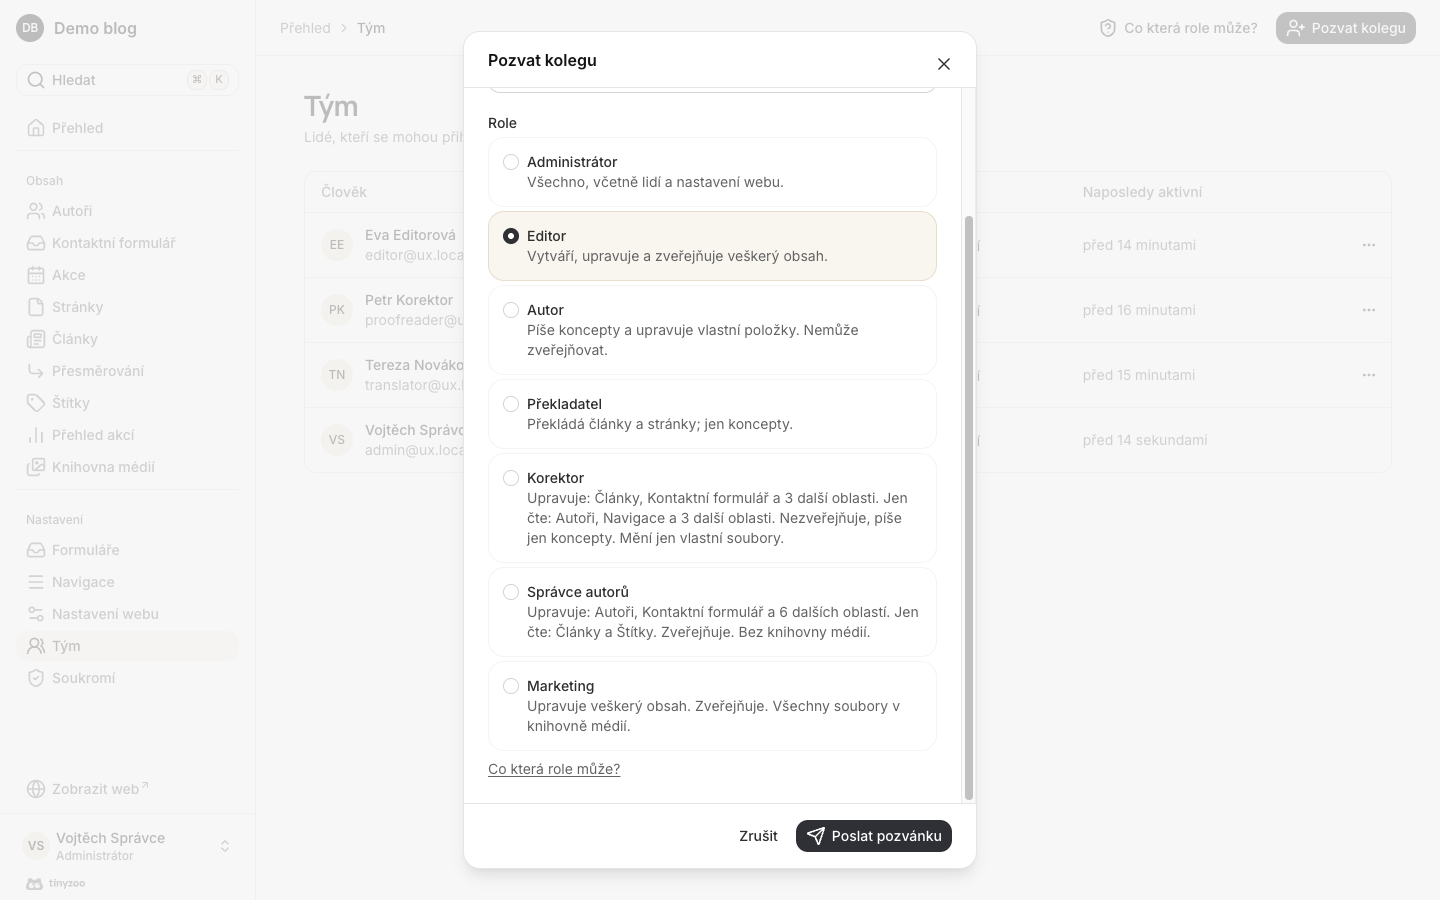 DB Demo blog
Hledat ⌘ K
Přehled
Obsah
Autoři
Kontaktní formulář
Akce
Stránky
Články
Přesměrování
Štítky
Přehled akcí
Knihovna médií
Nastavení
Formuláře
Navigace
Nastavení webu
Tým
Soukromí
Zobrazit web
VS Vojtěch Správce
Administrátor
tinyzoo
Přehled > Tým
Co která role může?
Pozvat kolegu
Tým
Lidé, kteří se mohou
Člověk
Naposledy aktivní
EE Eva Editorová
editor@ux.loca
před 14 minutami
PK Petr Korektor
proofreader@u
před 16 minutami
TN Tereza Nováko
translator@ux.l
před 15 minutami
VS Vojtěch Správc
admin@ux.loca
před 14 sekundami
Pozvat kolegu
Role
Administrátor
Všechno, včetně lidí a nastavení webu.
Editor
Vytváří, upravuje a zveřejňuje veškerý obsah.
Autor
Píše koncepty a upravuje vlastní položky. Nemůže
zveřejňovat.
Překladatel
Překládá články a stránky; jen koncepty.
Korektor
Upravuje: Články, Kontaktní formulář a 3 další oblasti. Jen
čte: Autoři, Navigace a 3 další oblasti. Nezveřejňuje, píše
jen koncepty. Mění jen vlastní soubory.
Správce autorů
Upravuje: Autoři, Kontaktní formulář a 6 dalších oblastí. Jen
čte: Články a Štítky. Zveřejňuje. Bez knihovny médií.
Marketing
Upravuje veškerý obsah. Zveřejňuje. Všechny soubory v
knihovně médií.
Co která role může?
Zrušit
Poslat pozvánku